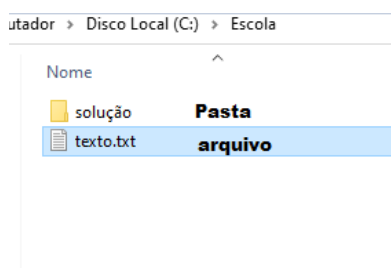 utador > Disco Local (C:) > Escola
Nome
solução Pasta
texto.txt arquivo